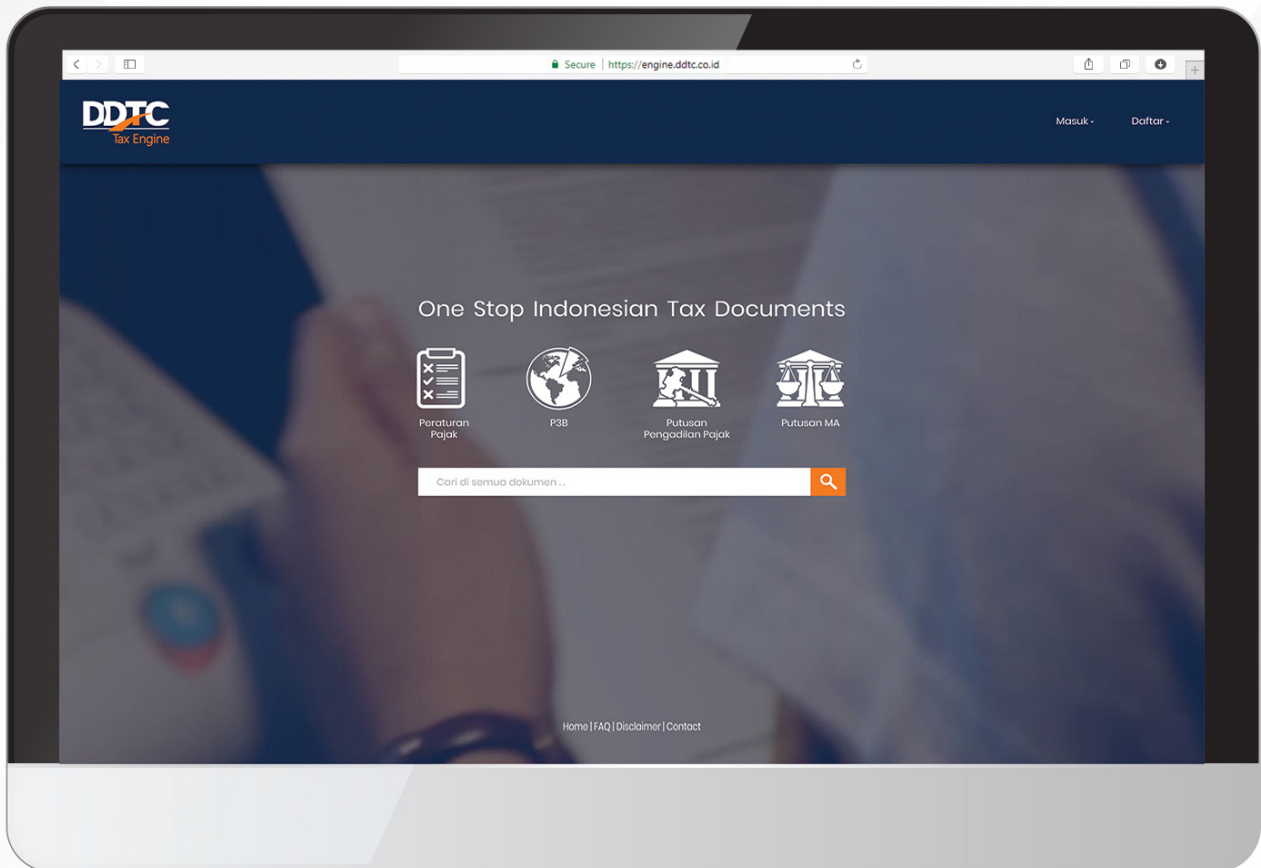 Secure | https://engine.ddtc.co.id
DDTC
Tax Engine
Masuk
Daftar
One Stop Indonesian Tax Documents
Peraturan
Pajak
P3B
Putusan
Pengadilan Pajak
Putusan MA
Cari di semua dokumen . .
Home | FAQ | Disclaimer | Contact